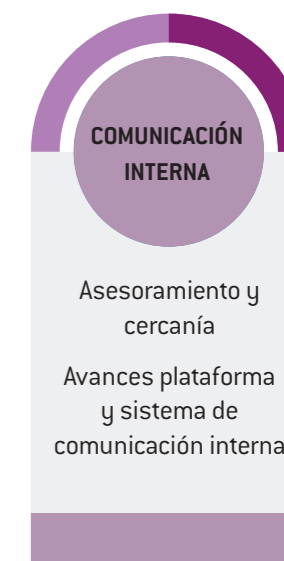 COMUNICACIÓN
INTERNA
Asesoramiento y
cercanía
Avances plataforma
y sistema de
comunicación interna